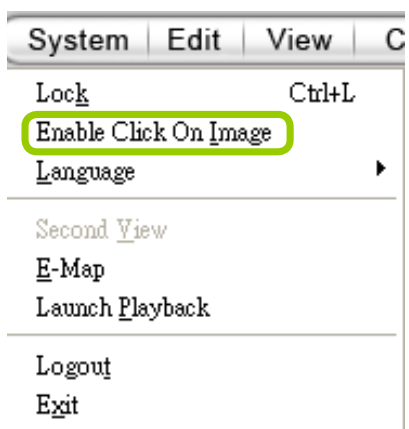 System Edit View C
Lock Ctrl+L
Enable Click On Image
Language
Second View
E-Map
Launch Playback
Logout
Exit